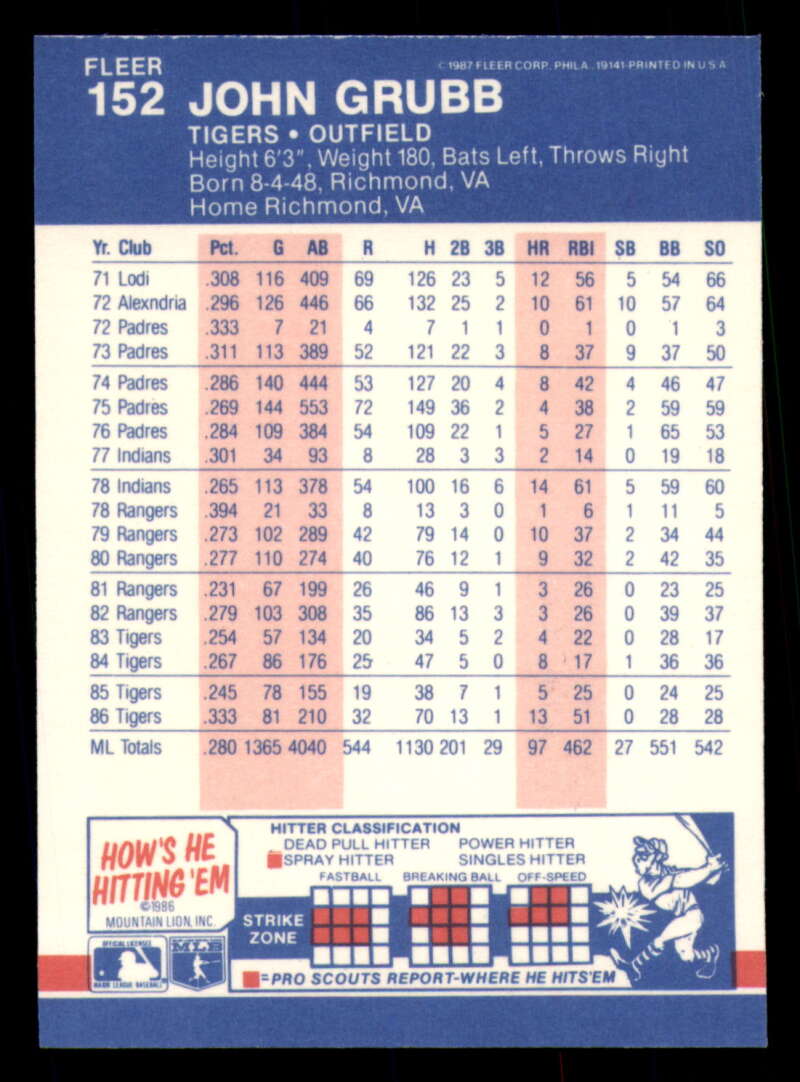 FLEER
© 1987 FLEER CORP. PHILA. 19141-PRINTED IN U S A
152 JOHN GRUBB
TIGERS • OUTFIELD
Height 6'3", Weight 180, Bats Left, Throws Right
Born 8-4-48, Richmond, VA
Home Richmond, VA
Yr. Club Pct. G AB R H 2B 3B HR RBI SB BB SO
71 Lodi .308 116 409 69 126 23 5 12 56 5 54 66
72 Alexndria .296 126 446 66 132 25 2 10 61 10 57 64
72 Padres .333 7 21 4 7 1 1 0 1 0 1 3
73 Padres .311 113 389 52 121 22 3 8 37 9 37 50
74 Padres .286 140 444 53 127 20 4 8 42 4 46 47
75 Padres .269 144 553 72 149 36 2 4 38 2 59 59
76 Padres .284 109 384 54 109 22 1 5 27 1 65 53
77 Indians .301 34 93 8 28 3 3 2 14 0 19 18
78 Indians .265 113 378 54 100 16 6 14 61 5 59 60
78 Rangers .394 21 33 8 13 3 0 1 6 1 11 5
79 Rangers .273 102 289 42 79 14 0 10 37 2 34 44
80 Rangers .277 110 274 40 76 12 1 9 32 2 42 35
81 Rangers .231 67 199 26 46 9 1 3 26 0 23 25
82 Rangers .279 103 308 35 86 13 3 3 26 0 39 37
83 Tigers .254 57 134 20 34 5 2 4 22 0 28 17
84 Tigers .267 86 176 25 47 5 0 8 17 1 36 36
85 Tigers .245 78 155 19 38 7 1 5 25 0 24 25
86 Tigers .333 81 210 32 70 13 1 13 51 0 28 28
ML Totals .280 1365 4040 544 1130 201 29 97 462 27 551 542
HOW'S HE
HITTING 'EM
©1986
MOUNTAIN LION, INC.
HITTER CLASSIFICATION
DEAD PULL HITTER POWER HITTER
SPRAY HITTER SINGLES HITTER
FASTBALL BREAKING BALL OFF-SPEED
STRIKE
ZONE
OFFICIAL LICENSEE
MAJOR LEAGUE BASEBALL
=PRO SCOUTS REPORT-WHERE HE HITS'EM